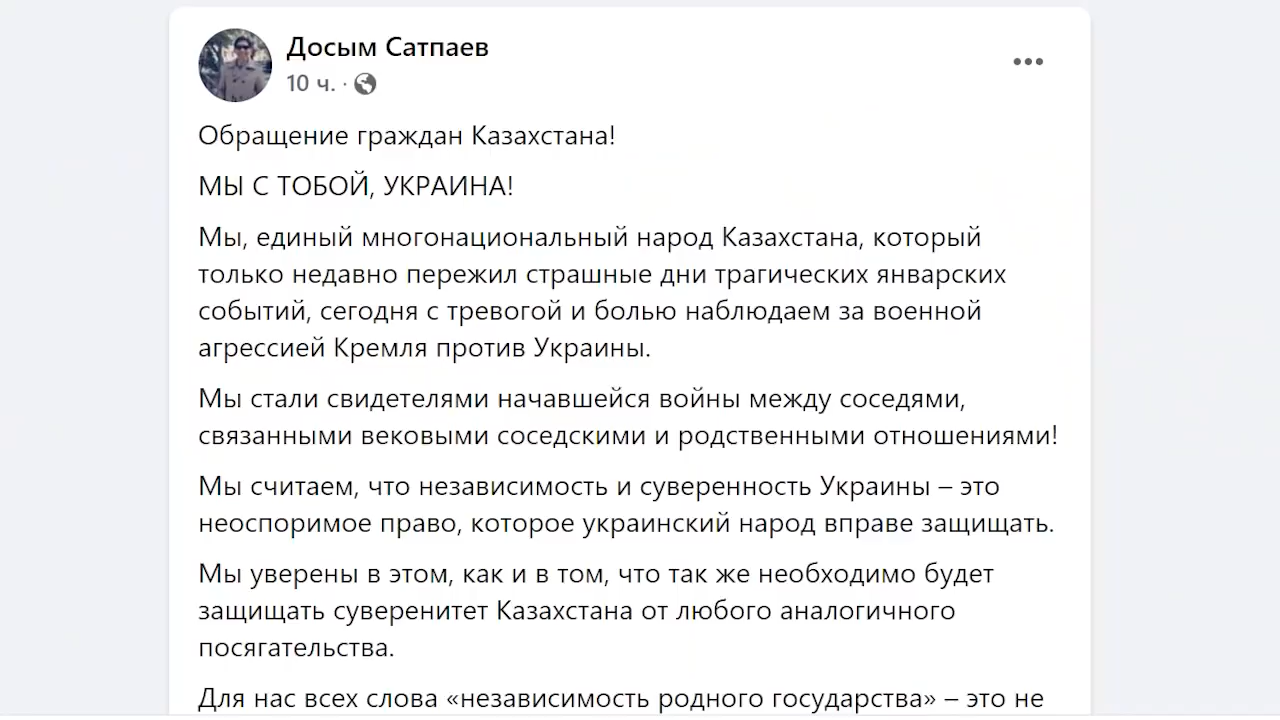 Досым Сатпаев
10 ч. ·
Обращение граждан Казахстана!
МЫ С ТОБОЙ, УКРАИНА!
Мы, единый многонациональный народ Казахстана, который
только недавно пережил страшные дни трагических январских
событий, сегодня с тревогой и болью наблюдаем за военной
агрессией Кремля против Украины.
Мы стали свидетелями начавшейся войны между соседями,
связанными вековыми соседскими и родственными отношениями!
Мы считаем, что независимость и суверенность Украины – это
неоспоримое право, которое украинский народ вправе защищать.
Мы уверены в этом, как и в том, что так же необходимо будет
защищать суверенитет Казахстана от любого аналогичного
посягательства.
Для нас всех слова «независимость родного государства» – это не